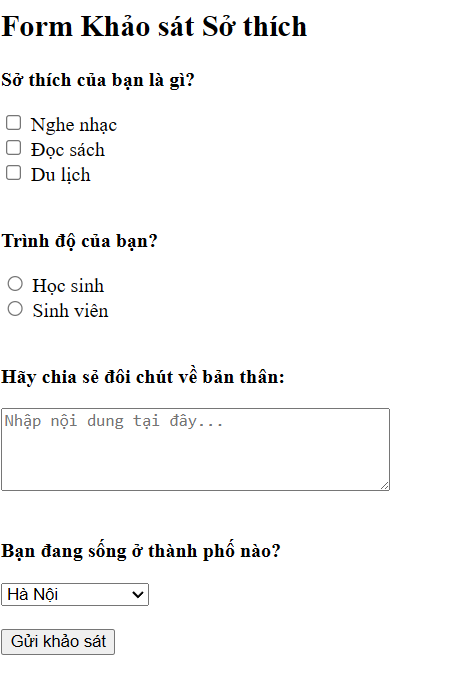 Form Khảo sát Sở thích
Sở thích của bạn là gì?
Nghe nhạc
Đọc sách
Du lịch
Trình độ của bạn?
Học sinh
Sinh viên
Hãy chia sẻ đôi chút về bản thân:
Nhập nội dung tại đây...
Bạn đang sống ở thành phố nào?
Hà Nội
Gửi khảo sát